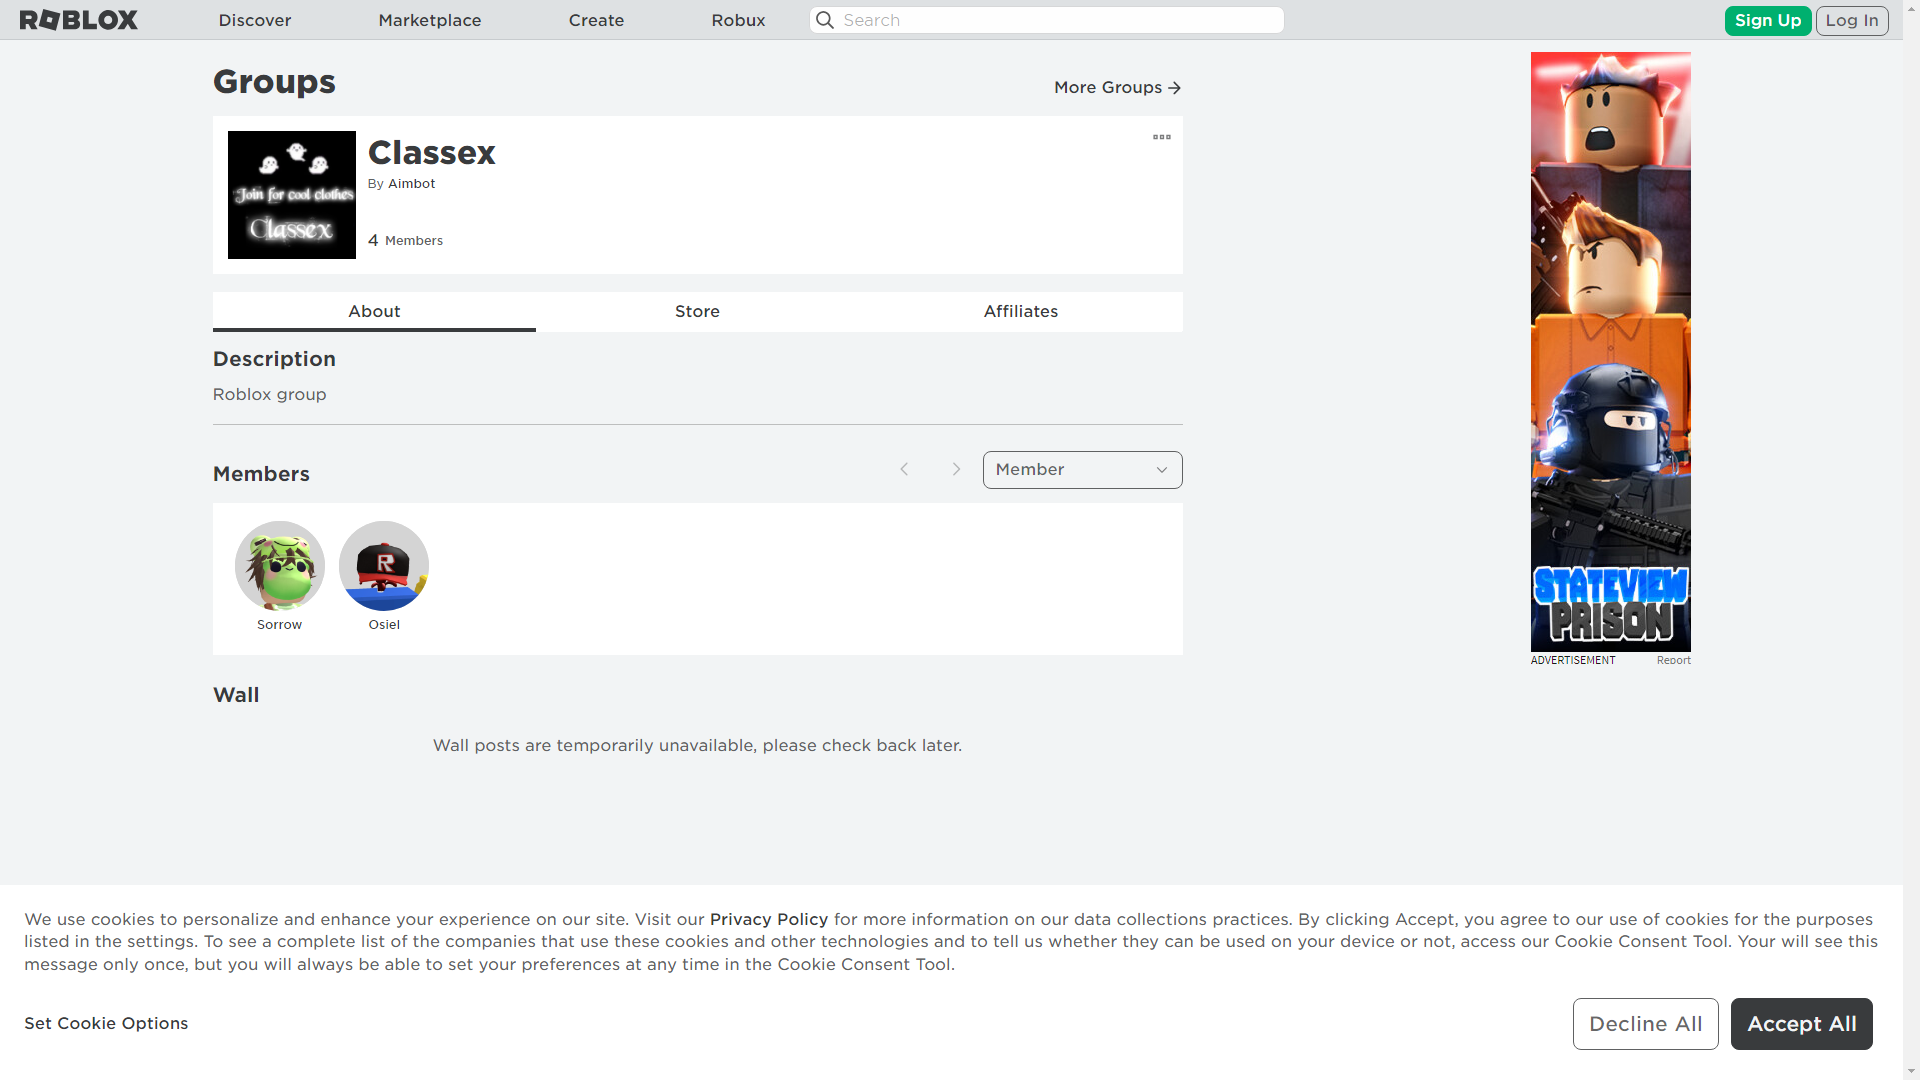 ROBLOX
Discover
Marketplace
Create
Robux
Search
Sign Up
Log In
Groups
More Groups
Join for cool clothes
Classex
Classex
By Aimbot
4 Members
About
Store
Affiliates
Description
Roblox group
Members
Member
R
Sorrow
Osiel
Wall
Wall posts are temporarily unavailable, please check back later.
STATEVIEW
PRISON
ADVERTISEMENT
Report
We use cookies to personalize and enhance your experience on our site. Visit our Privacy Policy for more information on our data collections practices. By clicking Accept, you agree to our use of cookies for the purposes
listed in the settings. To see a complete list of the companies that use these cookies and other technologies and to tell us whether they can be used on your device or not, access our Cookie Consent Tool. Your will see this
message only once, but you will always be able to set your preferences at any time in the Cookie Consent Tool.
Set Cookie Options
Decline All
Accept All